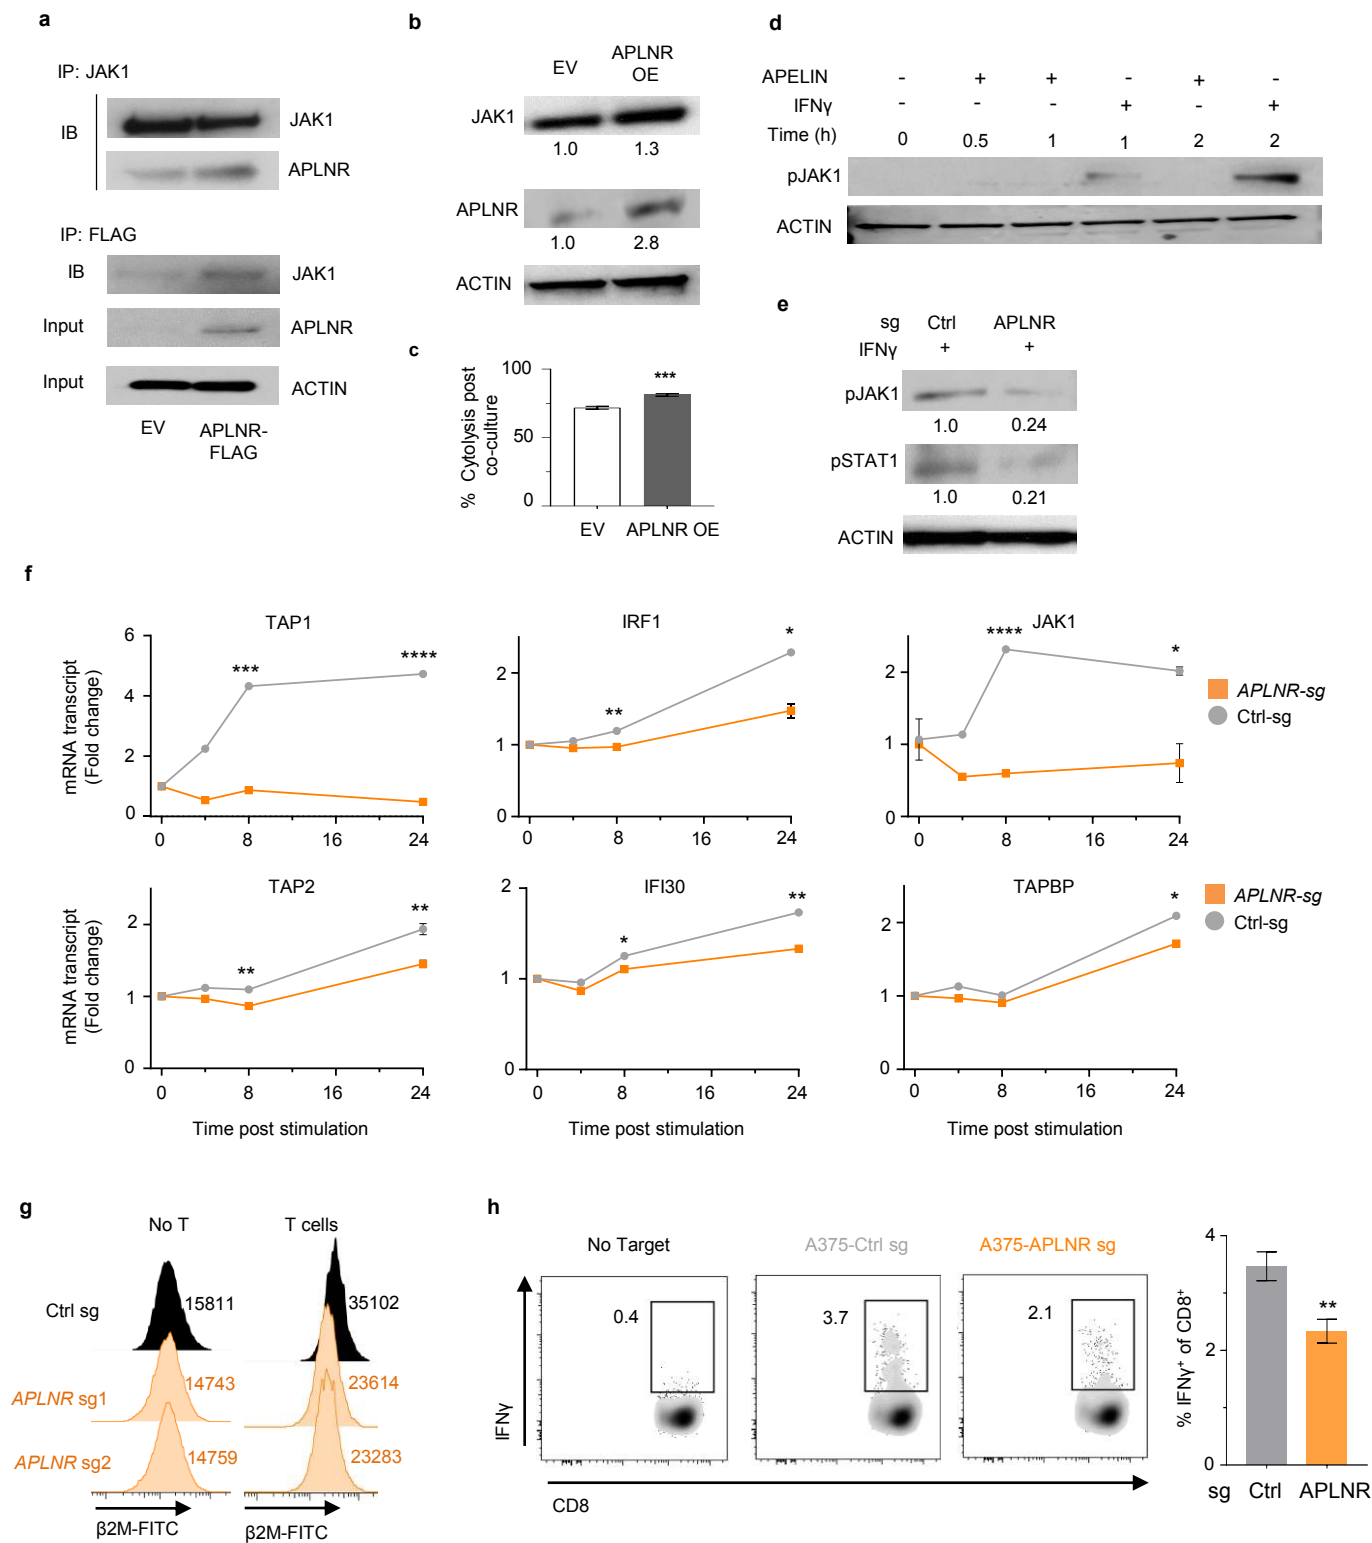 a
IP: JAK1
IB
JAK1
APLNR
IP: FLAG
IB
JAK1
Input
APLNR
Input
ACTIN
EV
APLNR-
FLAG
b
EV
APLNR
OE
JAK1
1.0
1.3
APLNR
1.0
2.8
ACTIN
c
% Cytolysis post
co-culture
100
50
0
***
EV
APLNR OE
d
APELIN - + + - + -
IFNγ - - - + - +
Time (h) 0 0.5 1 1 2 2
pJAK1
ACTIN
e
sg Ctrl APLNR
IFNγ + +
pJAK1
1.0 0.24
pSTAT1
1.0 0.21
ACTIN
f
TAP1
mRNA transcript
(Fold change)
6
4
2
0
***
****
0 8 16 24
IRF1
2
1
0
**
*
0 8 16 24
JAK1
2
1
0
****
*
0 8 16 24
APLNR-sg
Ctrl-sg
TAP2
mRNA transcript
(Fold change)
2
1
0
**
**
0 8 16 24
Time post stimulation
IFI30
2
1
0
*
**
0 8 16 24
Time post stimulation
TAPBP
2
1
0
*
0 8 16 24
Time post stimulation
APLNR-sg
Ctrl-sg
g
No T T cells
Ctrl sg 15811 35102
APLNR sg1 14743 23614
APLNR sg2 14759 23283
β2M-FITC β2M-FITC
h
No Target A375-Ctrl sg A375-APLNR sg
0.4 3.7 2.1
IFNγ
CD8
% IFNγ+ of CD8+
4
2
0
**
sg Ctrl APLNR